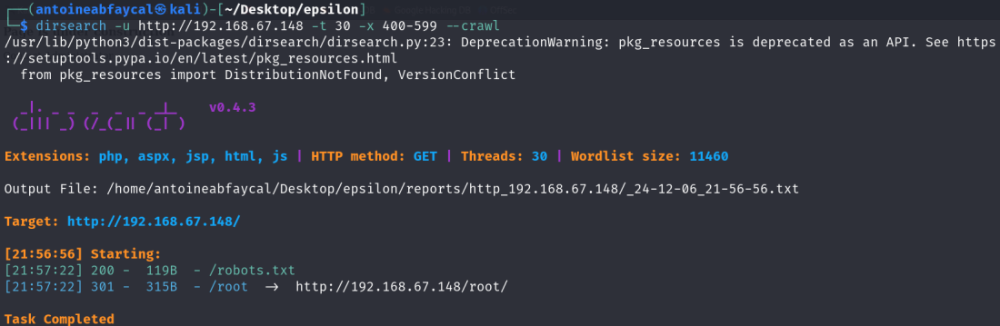 ┌──(antoineabfaycal㉿kali)-[~/Desktop/epsilon]
└─$ dirsearch -u http://192.168.67.148 -t 30 -x 400-599 --crawl
/usr/lib/python3/dist-packages/dirsearch/dirsearch.py:23: DeprecationWarning: pkg_resources is deprecated as an API. See https
://setuptools.pypa.io/en/latest/pkg_resources.html
  from pkg_resources import DistributionNotFound, VersionConflict
  _|. _ _  _  _  _ _|_    v0.4.3
 (_||| _) (/_(_|| (_| )
Extensions: php, aspx, jsp, html, js | HTTP method: GET | Threads: 30 | Wordlist size: 11460
Output File: /home/antoineabfaycal/Desktop/epsilon/reports/http_192.168.67.148/_24-12-06_21-56-56.txt
Target: http://192.168.67.148/
[21:56:56] Starting:
[21:57:22] 200 -  119B  - /robots.txt
[21:57:22] 301 -  315B  - /root  ->  http://192.168.67.148/root/
Task Completed